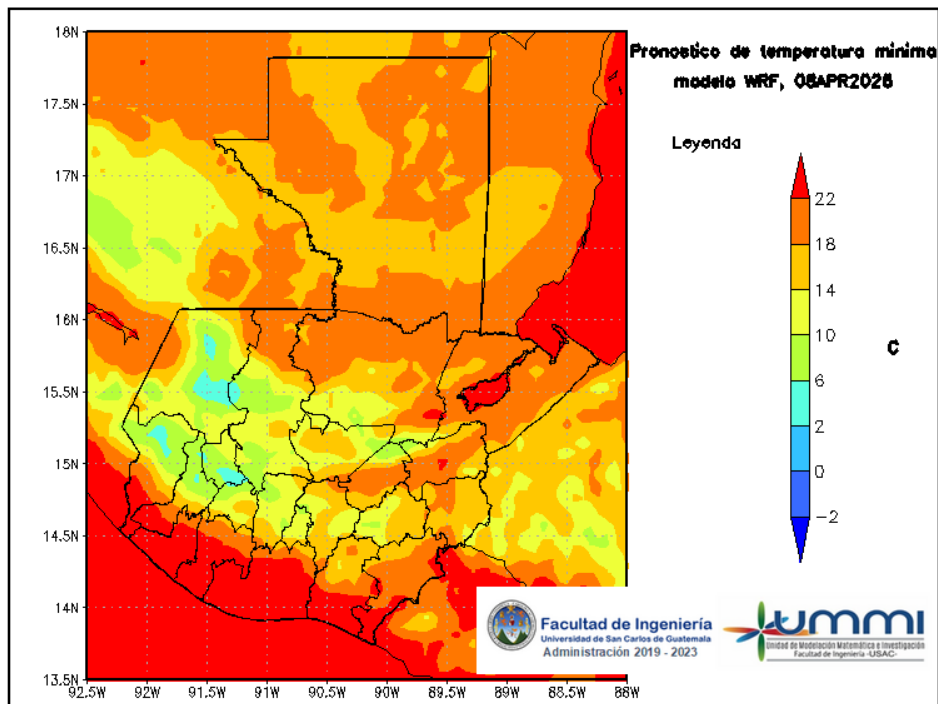 Pronostico de temperatura minima
modelo WRF,
Leyenda
22
18
14
10
6
2
0
−2
C
18N
17.5N
17N
16.5N
16N
15.5N
15N
14.5N
14N
13.5N
92.5W 92W 91.5W 91W 90.5W 90W 89.5W 89W 88.5W 88W
Facultad de Ingeniería
Universidad de San Carlos de Guatemala
Administración 2019 - 2023
ummi
Unidad de Modelación Matemática e Investigación
Facultad de Ingeniería -USAC-